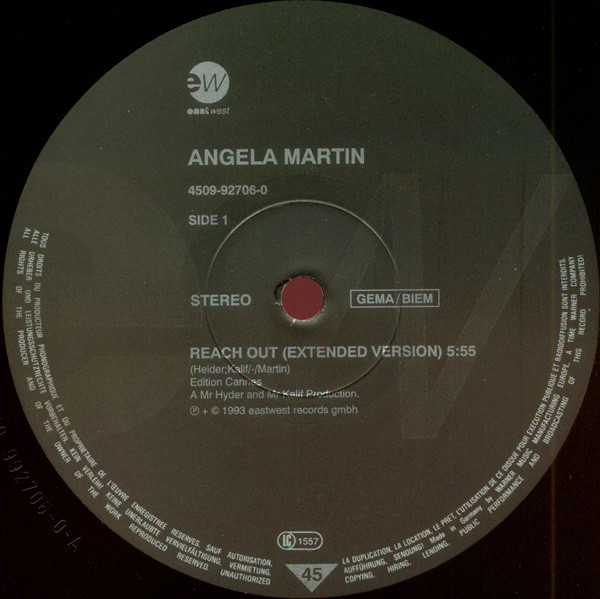 ew
eastwest
ANGELA MARTIN
4509-92706-0
SIDE 1
STEREO
GEMA/BIEM
REACH OUT (EXTENDED VERSION) 5:55
(Heider;Kalif/-/Martin)
Edition Cannes
A Mr Hyder and Mr Kalif Production.
℗ + © 1993 eastwest records gmbh
TOUS DROITS DU PRODUCTEUR PHONOGRAPHIQUE ET DU PROPRIETAIRE DE L'ŒUVRE ENREGISTREE RESERVES. SAUF AUTORISATION,
ALLE URHEBER UND LEISTUNGSSCHUTZRECHTE VORBEHALTEN. KEIN VERLEIH! KEINE UNERLAUBTE VERVIELFÄLTIGUNG, VERMIETUNG,
ALL RIGHTS OF THE PRODUCER AND OF THE OWNER OF THE WORK REPRODUCED RESERVED. UNAUTHORIZED
LC 1557
45
LA DUPLICATION, LA LOCATION, LE PRET, L'UTILISATION DE CE DISQUE POUR EXECUTION PUBLIQUE ET RADIODIFFUSION SONT INTERDITS.
AUFFÜHRUNG, SENDUNG! Made in Germany by WARNER MUSIC MANUFACTURING EUROPE, A TIME WARNER COMPANY
COPYING, HIRING, LENDING, PUBLIC PERFORMANCE AND BROADCASTING OF THIS RECORD PROHIBITED!
992706-0-A